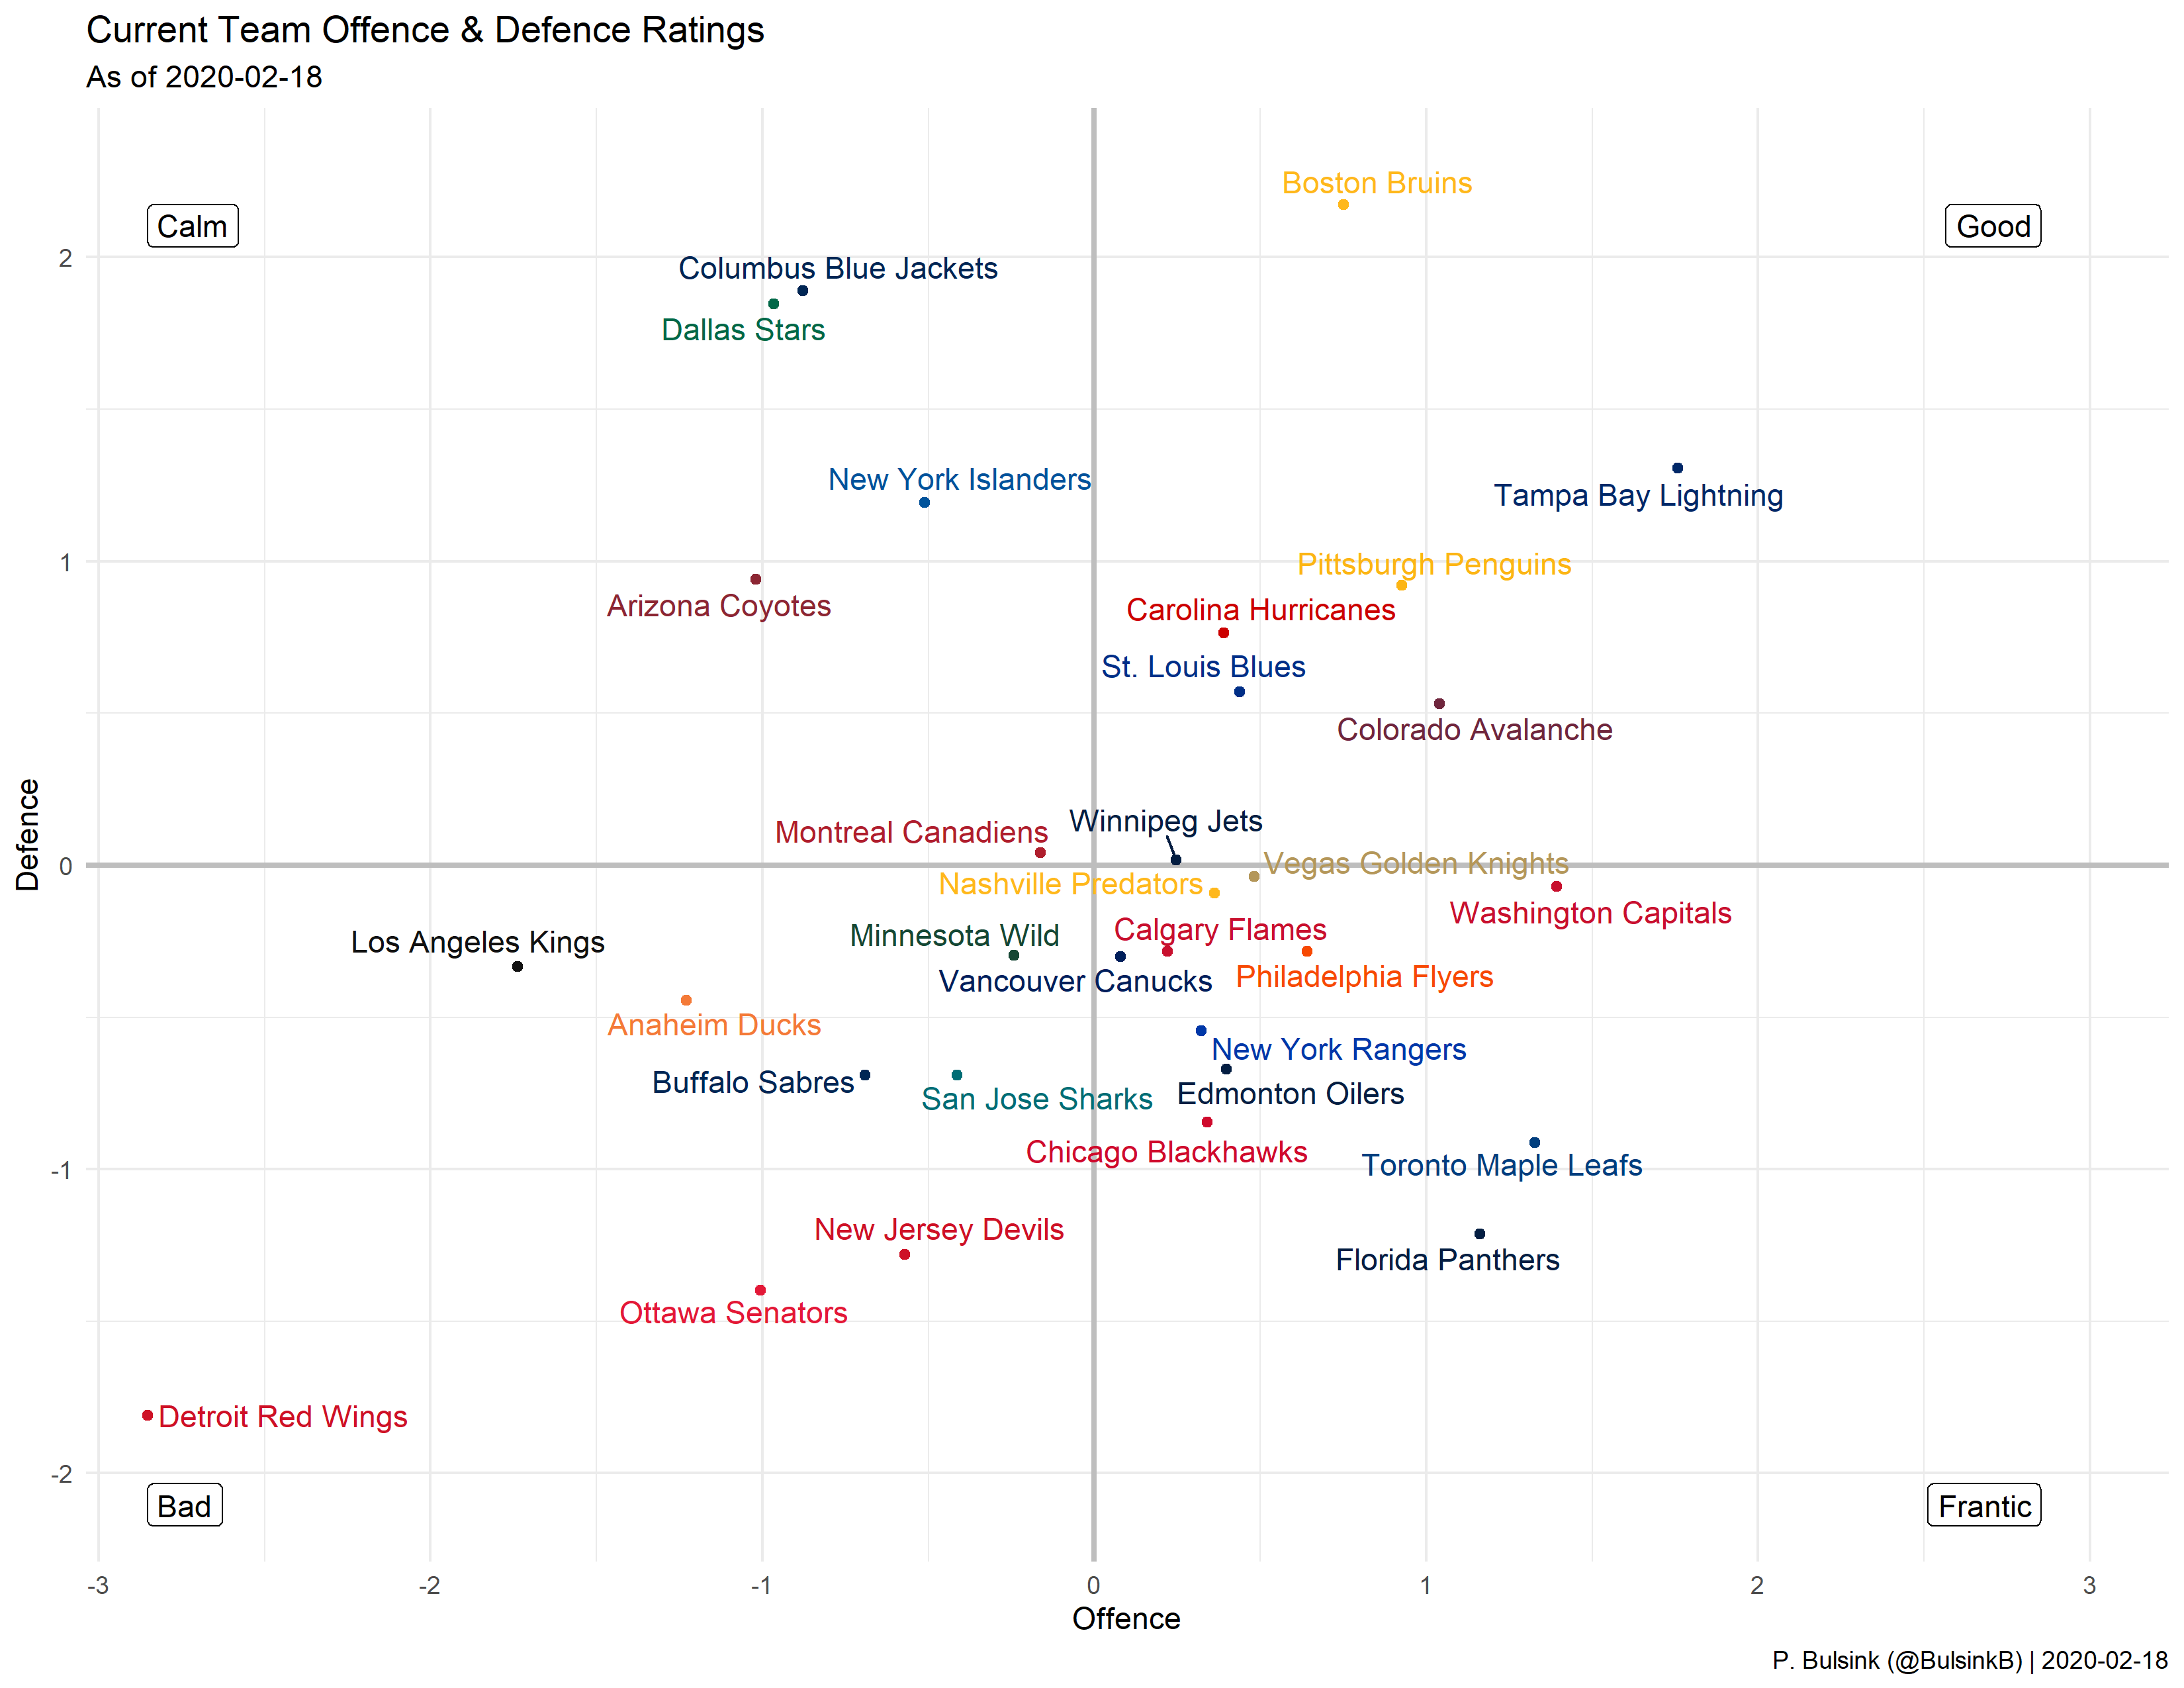 Current Team Offence & Defence Ratings
As of 2020-02-18
Boston Bruins
Calm
Good
2
Columbus Blue Jackets
Dallas Stars
New York Islanders
Tampa Bay Lightning
1
Pittsburgh Penguins
Arizona Coyotes
Carolina Hurricanes
St. Louis Blues
Colorado Avalanche
Defence
Winnipeg Jets
Montreal Canadiens
0
Vegas Golden Knights
Nashville Predators
Washington Capitals
Calgary Flames
Minnesota Wild
Los Angeles Kings
Philadelphia Flyers
Vancouver Canucks
Anaheim Ducks
New York Rangers
Buffalo Sabres
Edmonton Oilers
San Jose Sharks
Chicago Blackhawks
Toronto Maple Leafs
-1
New Jersey Devils
Florida Panthers
Ottawa Senators
Detroit Red Wings
-2
Bad
Frantic
-3 -2 -1 0 1 2 3
Offence
P. Bulsink (@BulsinkB) | 2020-02-18